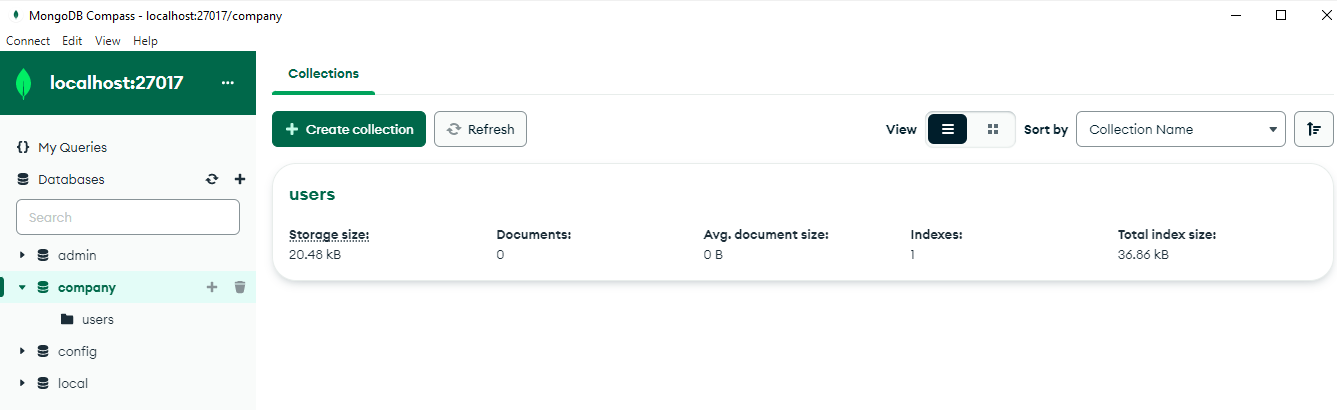 MongoDB Compass - localhost:27017/company
Connect Edit View Help
localhost:27017 ...
{} My Queries
Databases
Search
admin
company
users
config
local
Collections
+ Create collection Refresh View Sort by Collection Name
users
Storage size: Documents: Avg. document size: Indexes: Total index size:
20.48 kB 0 0 B 1 36.86 kB